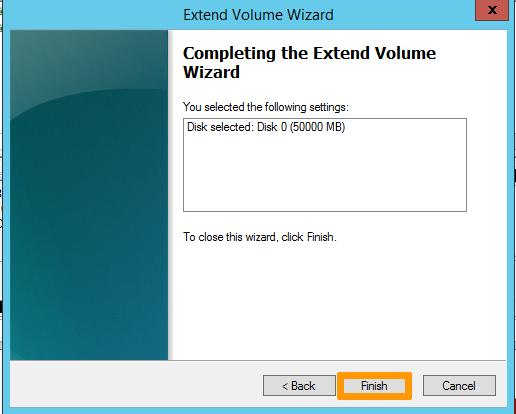 Extend Volume Wizard
x
Completing the Extend Volume
Wizard
You selected the following settings:
Disk selected: Disk 0 (50000 MB)
To close this wizard, click Finish.
< Back
Finish
Cancel